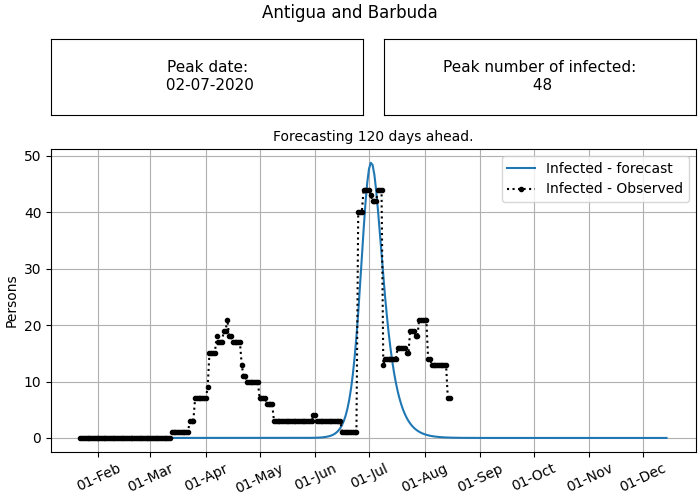 Antigua and Barbuda
Peak date:
02-07-2020
Peak number of infected:
48
Forecasting 120 days ahead.
Infected - forecast
Infected - Observed
Persons
50
40
30
20
10
0
01-Feb
01-Mar
01-Apr
01-May
01-Jun
01-Jul
01-Aug
01-Sep
01-Oct
01-Nov
01-Dec